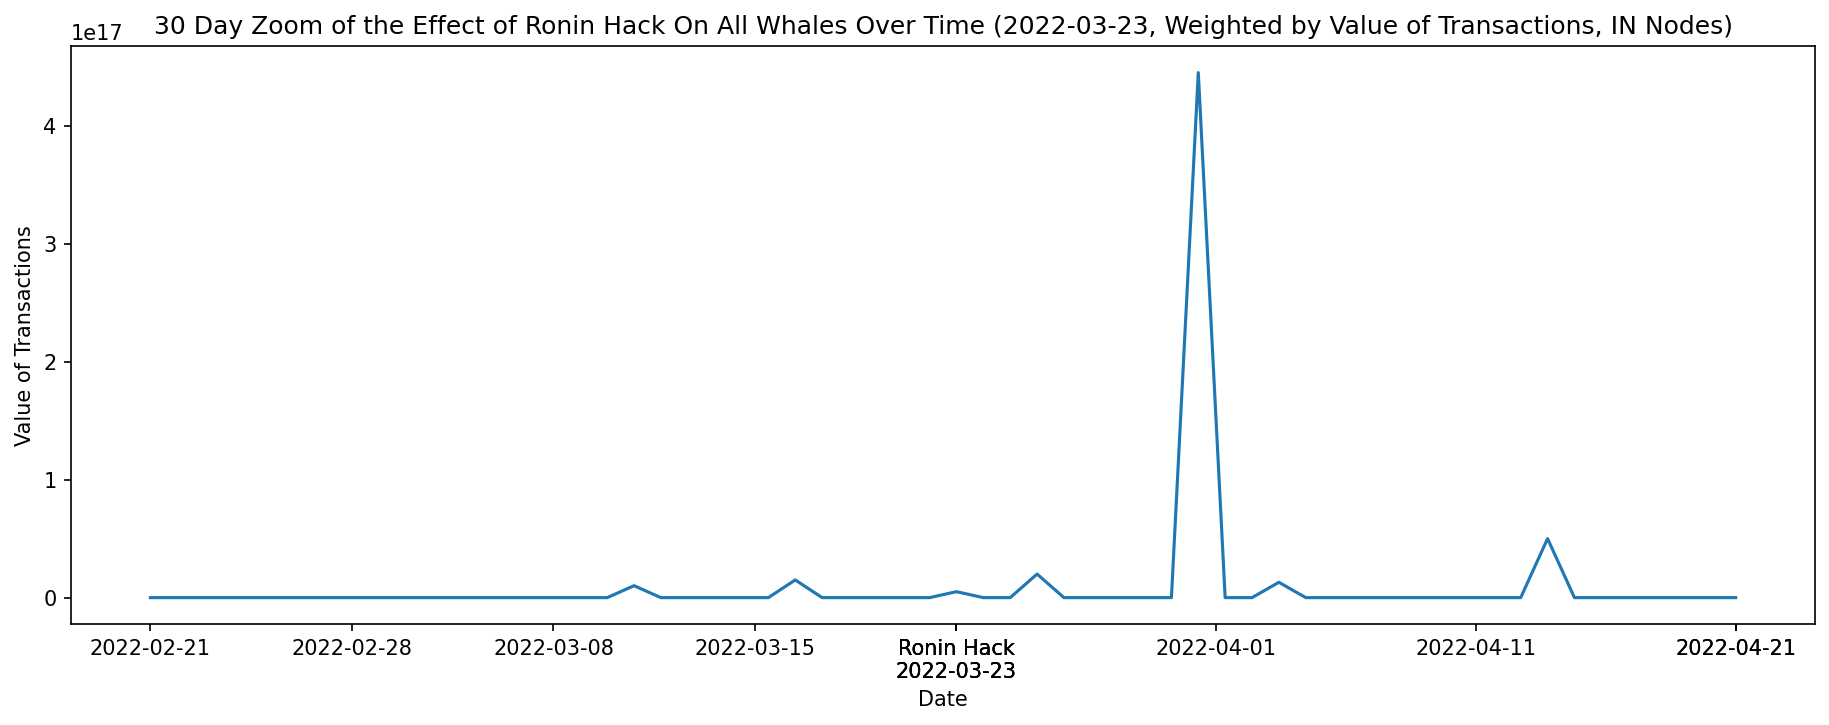 30 Day Zoom of the Effect of Ronin Hack On All Whales Over Time (2022-03-23, Weighted by Value of Transactions, IN Nodes)
1e17
4
3
2
1
0
Value of Transactions
2022-02-21 2022-02-28 2022-03-08 2022-03-15 Ronin Hack 2022-04-01 2022-04-11 2022-04-21
2022-03-23
Date